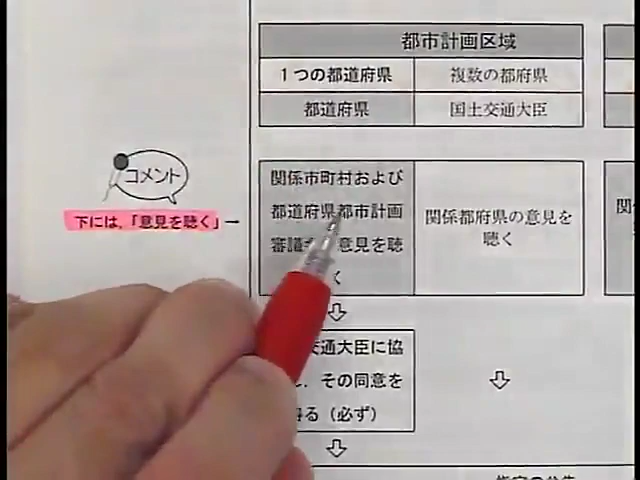 都市計画区域
1つの都道府県
複数の都府県
都道府県
国土交通大臣
コメント
下には,「意見を聴く」→
関係市町村および
都道府県都市計画
審議 意見を聴
く
関係都府県の意見を
聴く
関
交通大臣に協
その同意を
得る(必ず)